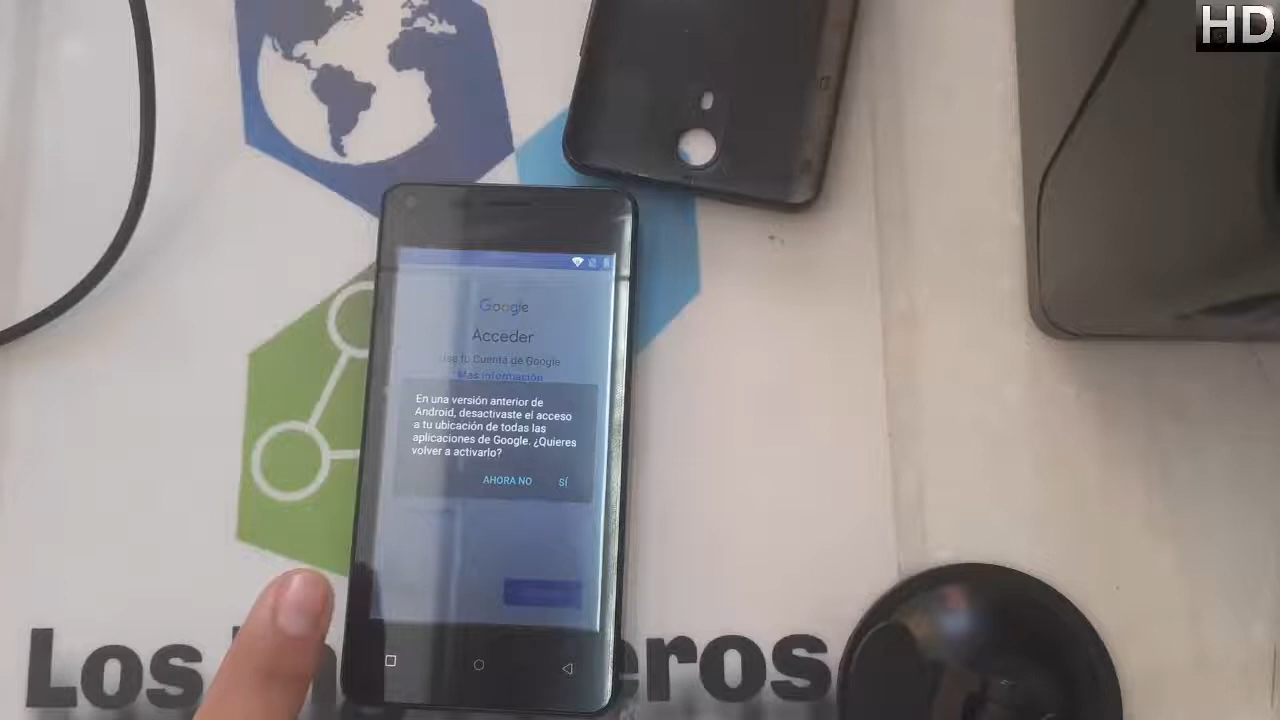 HD
Google
Acceder
Usa tu Cuenta de Google
Más información
En una versión anterior de
Android, desactivaste el acceso
a tu ubicación de todas las
aplicaciones de Google. ¿Quieres
volver a activarlo?
AHORA NO SÍ
Los